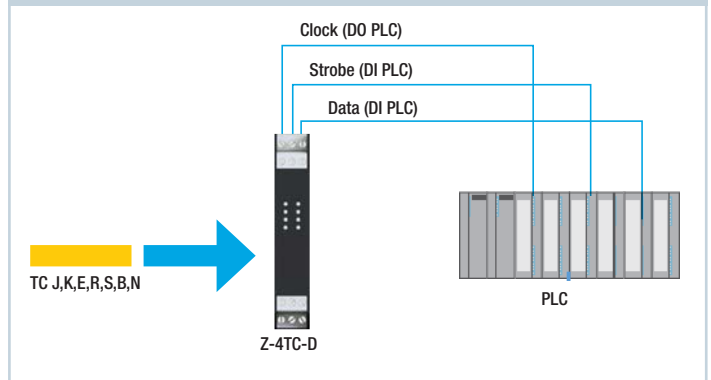 Clock (DO PLC)
Strobe (DI PLC)
Data (DI PLC)
TC J,K,E,R,S,B,N
Z-4TC-D
PLC